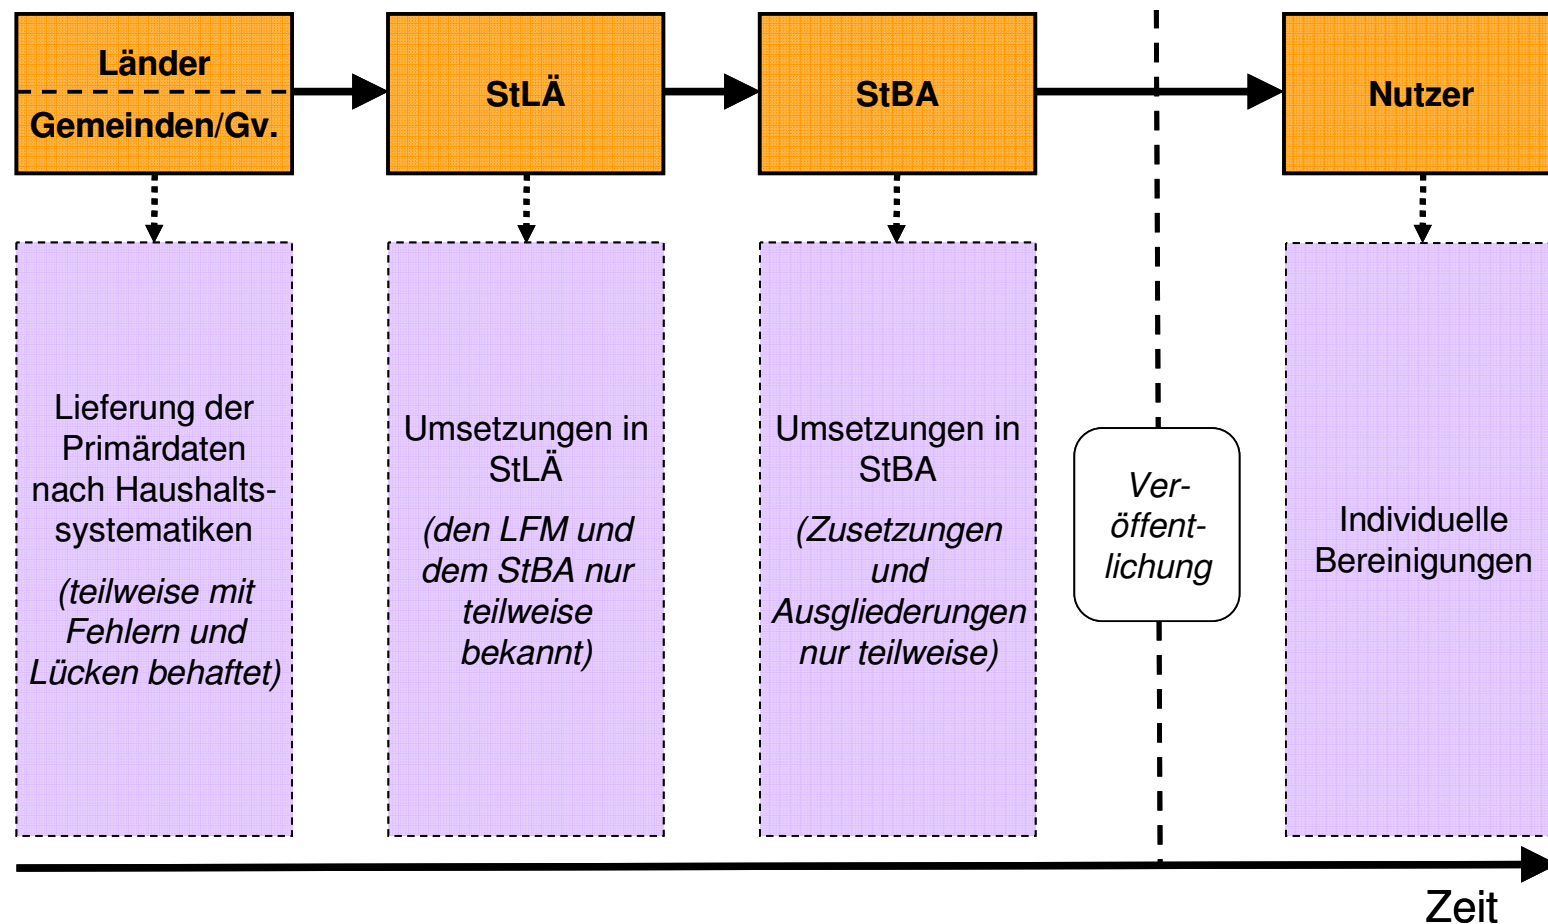 Länder
Gemeinden/Gv.
StLÄ
StBA
Nutzer
Lieferung der
Primärdaten
nach Haushalts-
systematiken
(teilweise mit
Fehlern und
Lücken behaftet)
Umsetzungen in
StLÄ
(den LFM und
dem StBA nur
teilweise
bekannt)
Umsetzungen in
StBA
(Zusetzungen
und
Ausgliederungen
nur teilweise)
Ver-
öffent-
lichung
Individuelle
Bereinigungen
Zeit